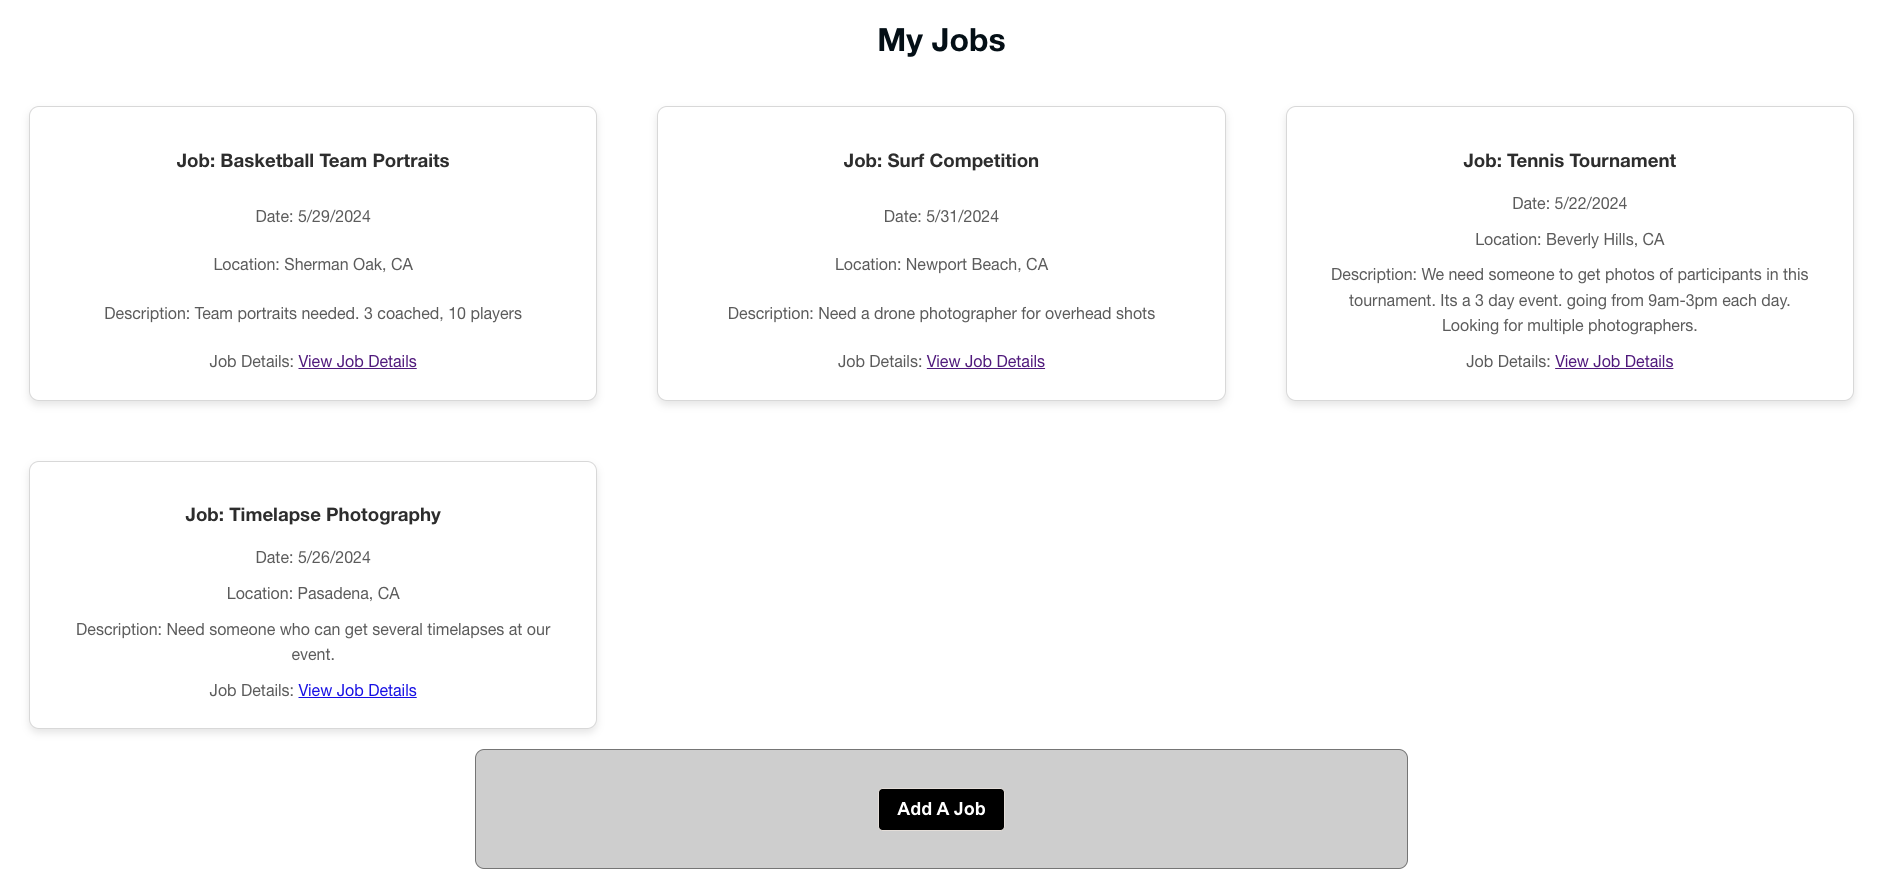 My Jobs
Job: Basketball Team Portraits
Date: 5/29/2024
Location: Sherman Oak, CA
Description: Team portraits needed. 3 coached, 10 players
Job Details: View Job Details
Job: Surf Competition
Date: 5/31/2024
Location: Newport Beach, CA
Description: Need a drone photographer for overhead shots
Job Details: View Job Details
Job: Tennis Tournament
Date: 5/22/2024
Location: Beverly Hills, CA
Description: We need someone to get photos of participants in this
tournament. Its a 3 day event. going from 9am-3pm each day.
Looking for multiple photographers.
Job Details: View Job Details
Job: Timelapse Photography
Date: 5/26/2024
Location: Pasadena, CA
Description: Need someone who can get several timelapses at our
event.
Job Details: View Job Details
Add A Job